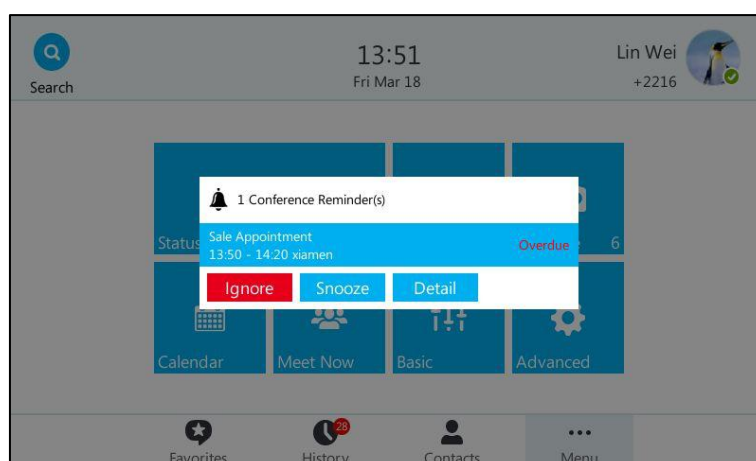 13:51
Lin Wei
Search
Fri Mar 18
+2216
1 Conference Reminder(s)
Sale Appointment
Overdue
Status
6
13:50 - 14:20 xiamen
Ignore
Snooze
Detail
Calendar
Meet Now
Basic
Advanced
28
Favorites
History
Contacts
Menu